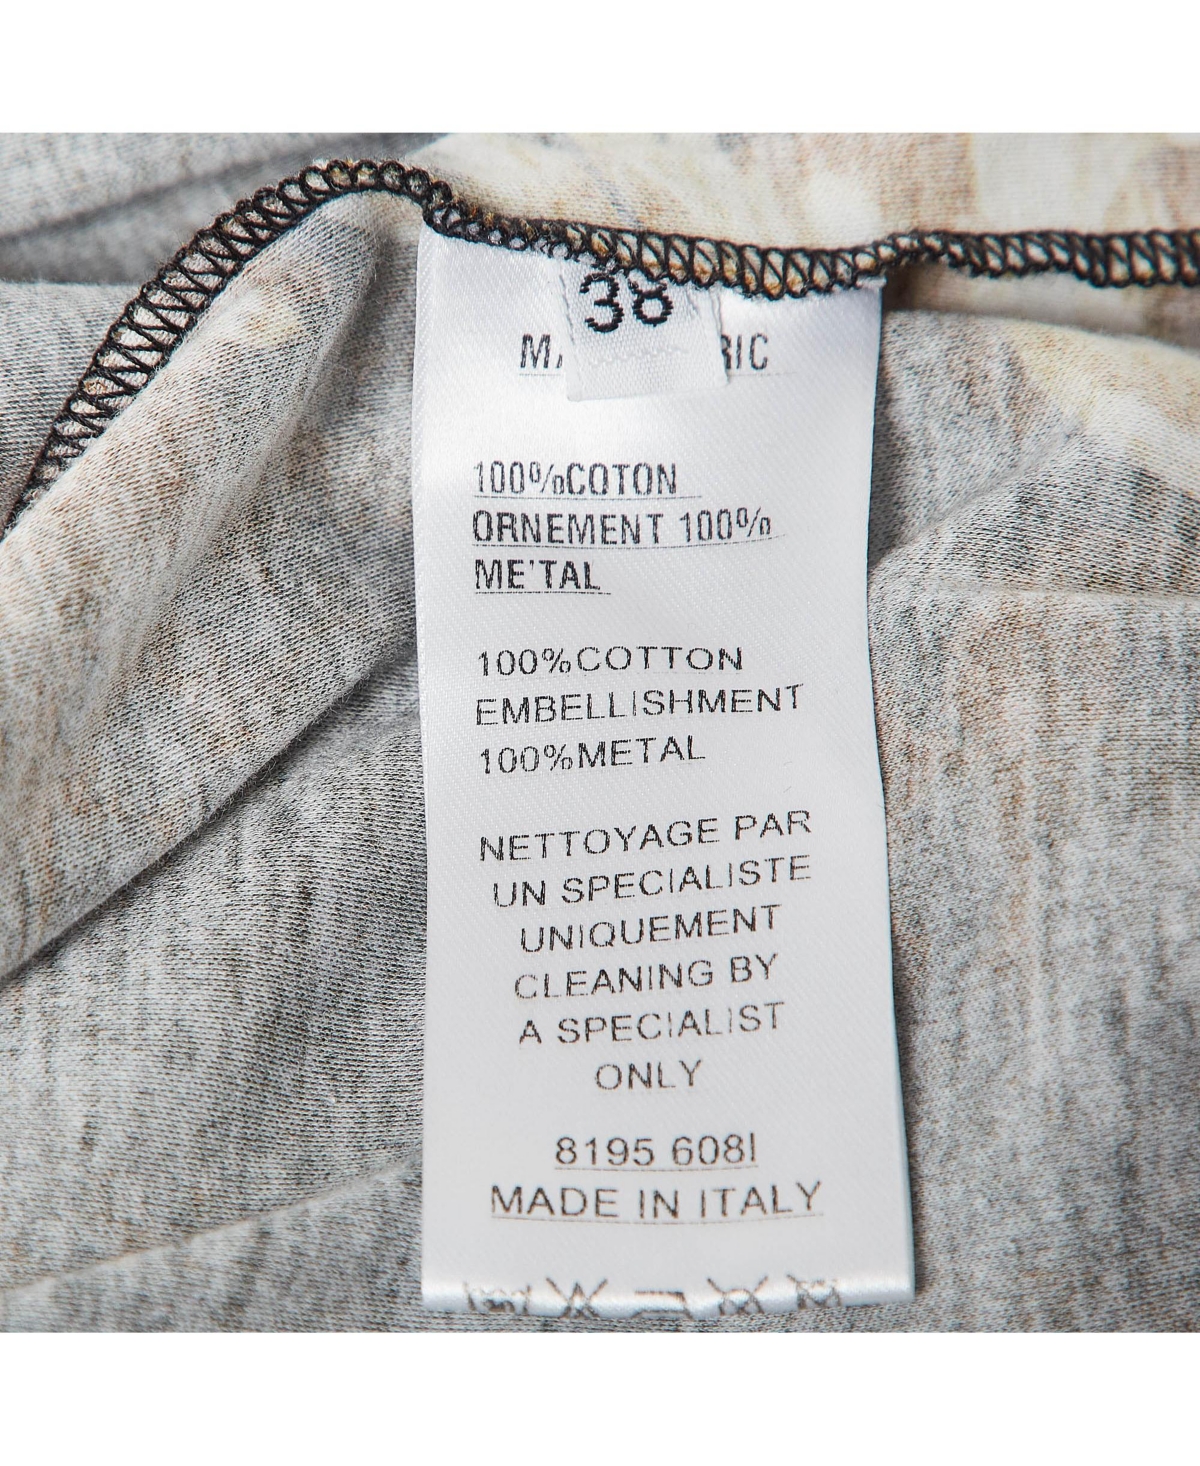 38
100%COTON
ORNEMENT 100%
ME'TAL
100%COTTON
EMBELLISHMENT
100%METAL
NETTOYAGE PAR
UN SPECIALISTE
UNIQUEMENT
CLEANING BY
A SPECIALIST
ONLY
8195 608I
MADE IN ITALY